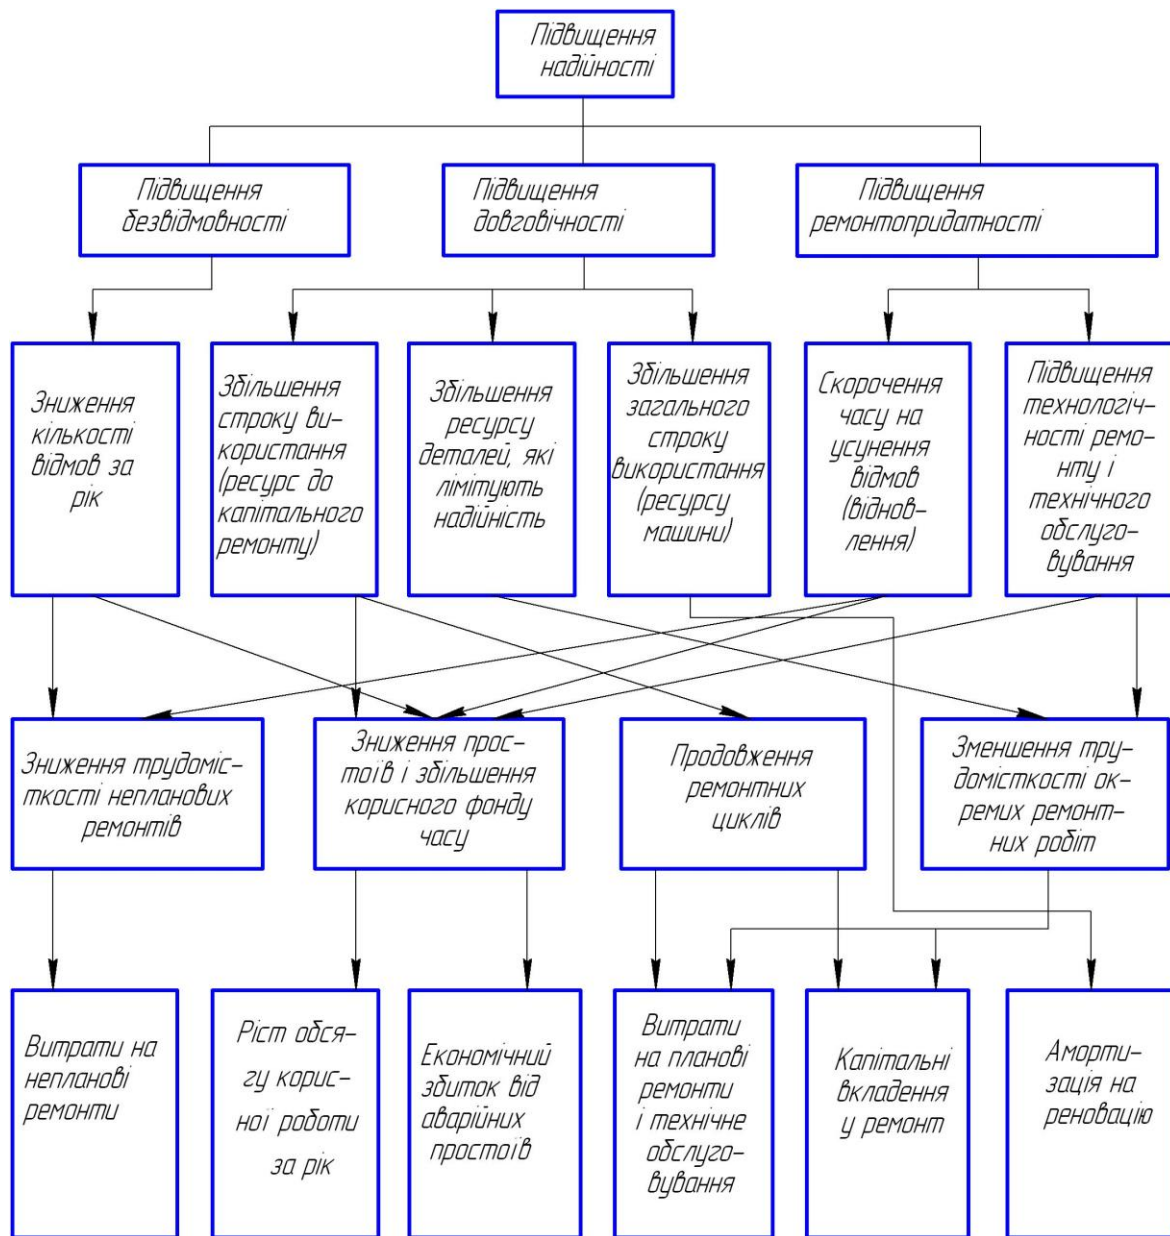 Підвищення
надійності
Підвищення
безвідмовності
Підвищення
довговічності
Підвищення
ремонтопридатності
Зниження
кількості
відмов за
рік
Збільшення
строку ви-
користання
(ресурс до
капітального
ремонту)
Збільшення
ресурсу
деталей, які
лімітують
надійність
Збільшення
загального
строку
використання
(ресурсу
машини)
Скорочення
часу на
усунення
відмов
(віднов-
лення)
Підвищення
технологіч-
ності ремо-
нту і
технічного
обслуго-
вування
Зниження трудоміс-
ткості непланових
ремонтів
Зниження прос-
тоїв і збільшення
корисного фонду
часу
Продовження
ремонтних
циклів
Зменшення тру-
домісткості ок-
ремих ремонт-
них робіт
Витрати на
непланові
ремонти
Ріст обся-
гу корис-
ної роботи
за рік
Економічний
збиток від
аварійних
простоїв
Витрати
на планові
ремонти
і технічне
обслуго-
вування
Капітальні
вкладення
у ремонт
Аморти-
зація на
реновацію